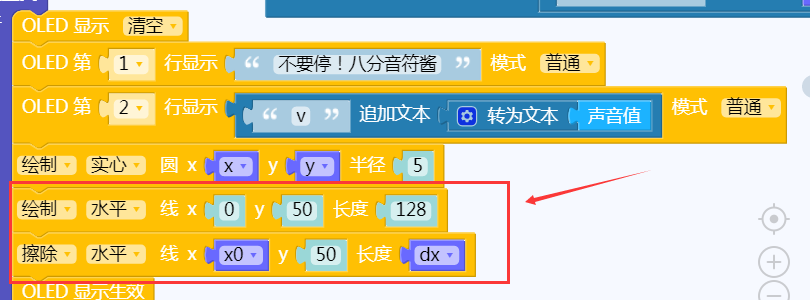 OLED 显示 清空
OLED 第 1 行显示 “ 不要停！八分音符酱 ” 模式 普通
OLED 第 2 行显示 “ v ” 追加文本 转为文本 声音值 模式 普通
绘制 实心 圆 x x y y 半径 5
绘制 水平 线 x 0 y 50 长度 128
擦除 水平 线 x x0 y 50 长度 dx
OLED 显示生效